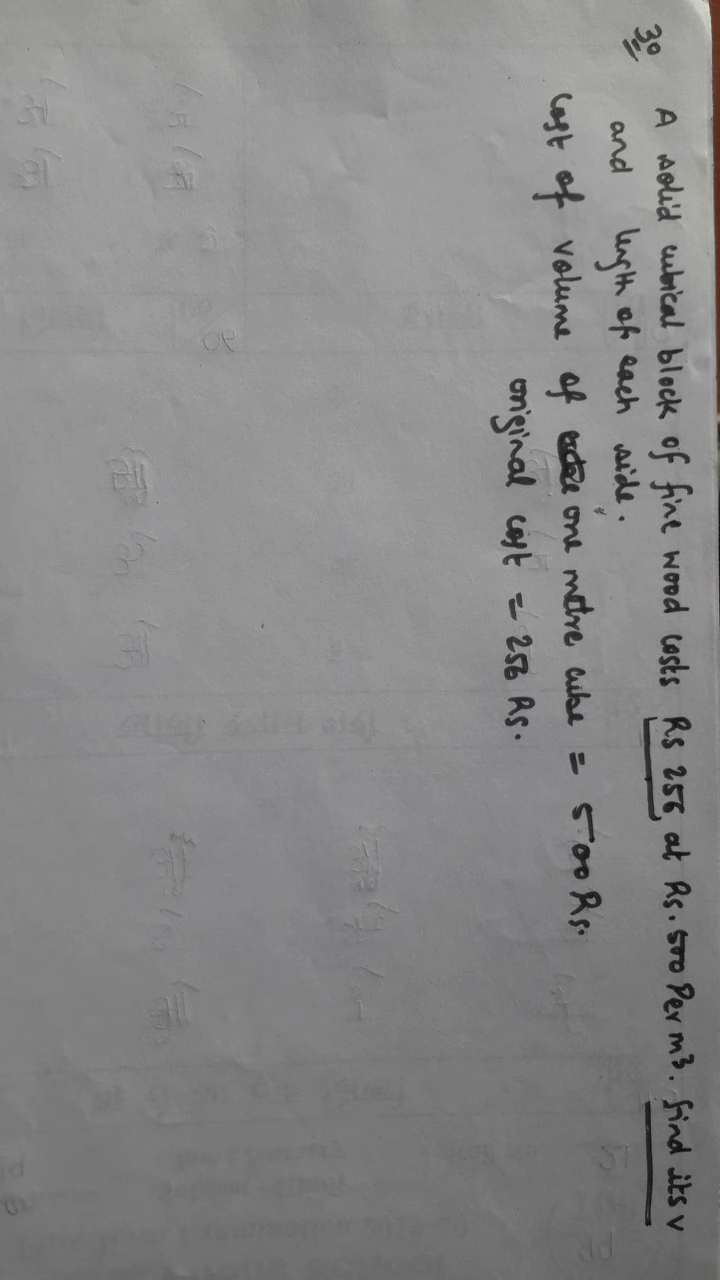 30 A solid cubical block of fine wood costs Rs 256 at Rs. 500 Per m3. find its v
and length of each side.
Cost of volume of one metre cube = 500 Rs.
original cost = 256 Rs.